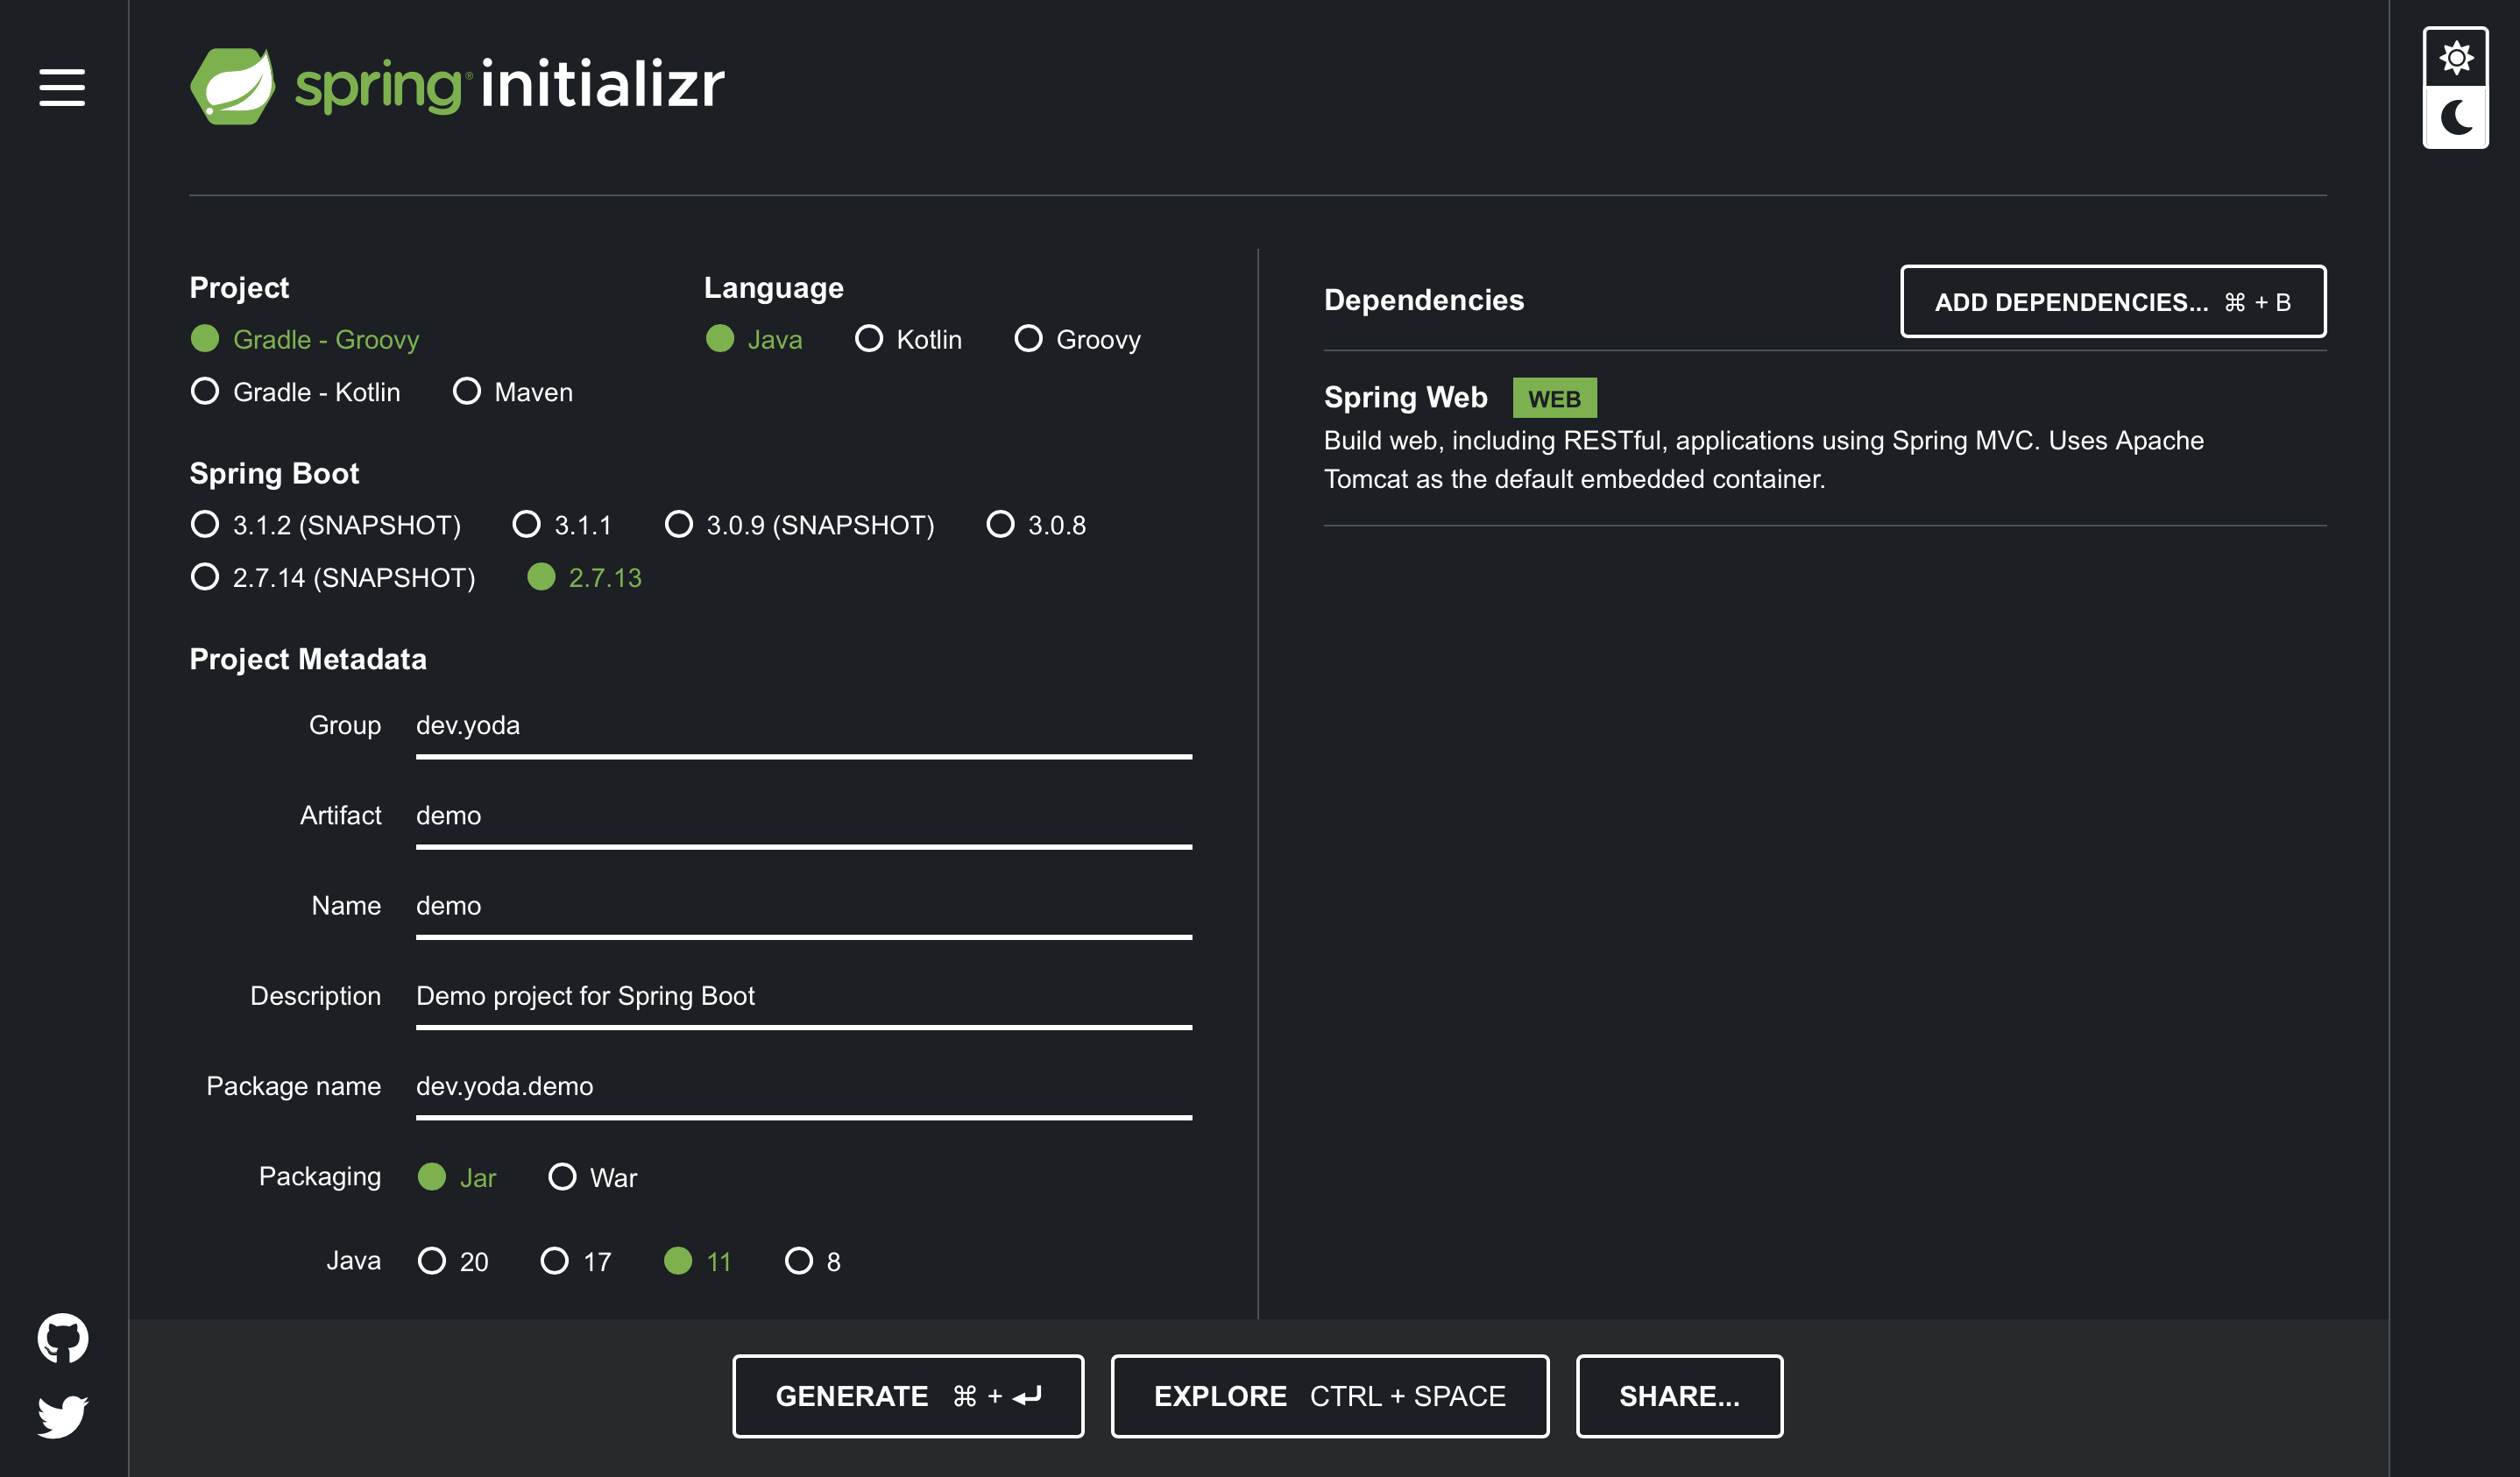 spring® initializr
Project
Gradle - Groovy
Gradle - Kotlin Maven
Language
Java Kotlin Groovy
Spring Boot
3.1.2 (SNAPSHOT) 3.1.1 3.0.9 (SNAPSHOT) 3.0.8
2.7.14 (SNAPSHOT) 2.7.13
Project Metadata
Group dev.yoda
Artifact demo
Name demo
Description Demo project for Spring Boot
Package name dev.yoda.demo
Packaging Jar War
Java 20 17 11 8
Dependencies ADD DEPENDENCIES... ⌘ + B
Spring Web WEB
Build web, including RESTful, applications using Spring MVC. Uses Apache
Tomcat as the default embedded container.
GENERATE ⌘ + ⏎ EXPLORE CTRL + SPACE SHARE...